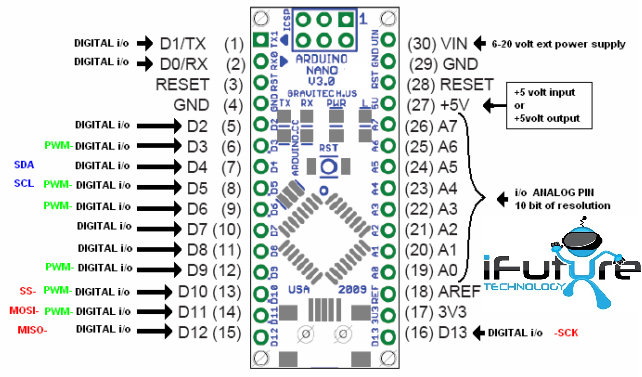 DIGITAL i/o D1/TX (1)
DIGITAL i/o D0/RX (2)
RESET (3)
GND (4)
DIGITAL i/o D2 (5)
PWM- DIGITAL i/o D3 (6)
SDA DIGITAL i/o D4 (7)
SCL PWM- DIGITAL i/o D5 (8)
PWM- DIGITAL i/o D6 (9)
DIGITAL i/o D7 (10)
DIGITAL i/o D8 (11)
PWM- DIGITAL i/o D9 (12)
SS- PWM- DIGITAL i/o D10 (13)
MOSI- PWM- DIGITAL i/o D11 (14)
MISO- DIGITAL i/o D12 (15)
ICSP
1
TX1
RX0
RST
GND
D2
D3
D4
D5
D6
D7
D8
D9
D10
D11
D12
ARDUINO
NANO
V3.0
GRAVITECH.US
TX RX PWR L
ARDUINO.CC
RST
USA 2009
VIN
GND
RST
5V
A7
A6
A5
A4
A3
A2
A1
A0
REF
3V3
D13
(30) VIN 6-20 volt ext power supply
(29) GND
(28) RESET
(27) +5V
+5 volt input
or
+5volt output
(26) A7
(25) A6
(24) A5
(23) A4
(22) A3
(21) A2
(20) A1
(19) A0
i/o ANALOG PIN
10 bit of resolution
(18) AREF
(17) 3V3
(16) D13 DIGITAL i/o -SCK
iFuture
TECHNOLOGY